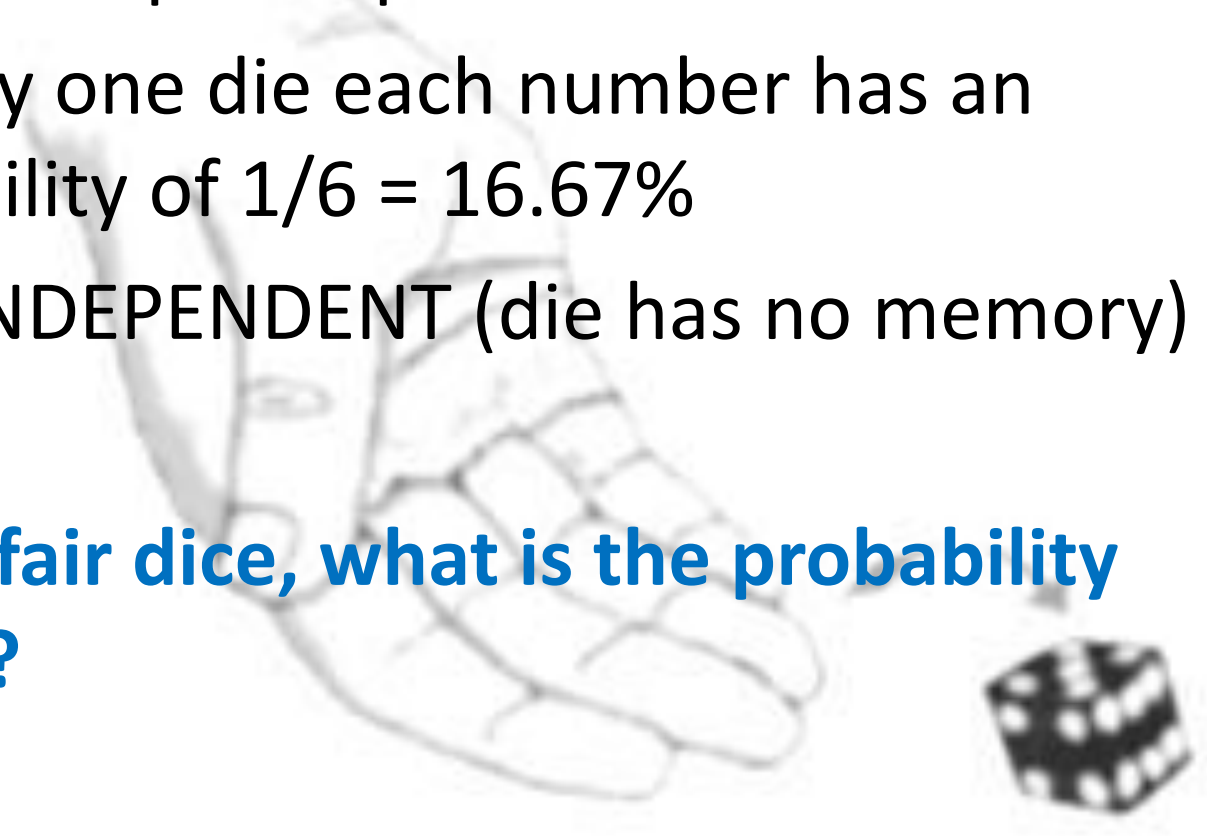 y one die each number has an
ility of 1/6 = 16.67%
NDEPENDENT (die has no memory)
fair dice, what is the probability
?